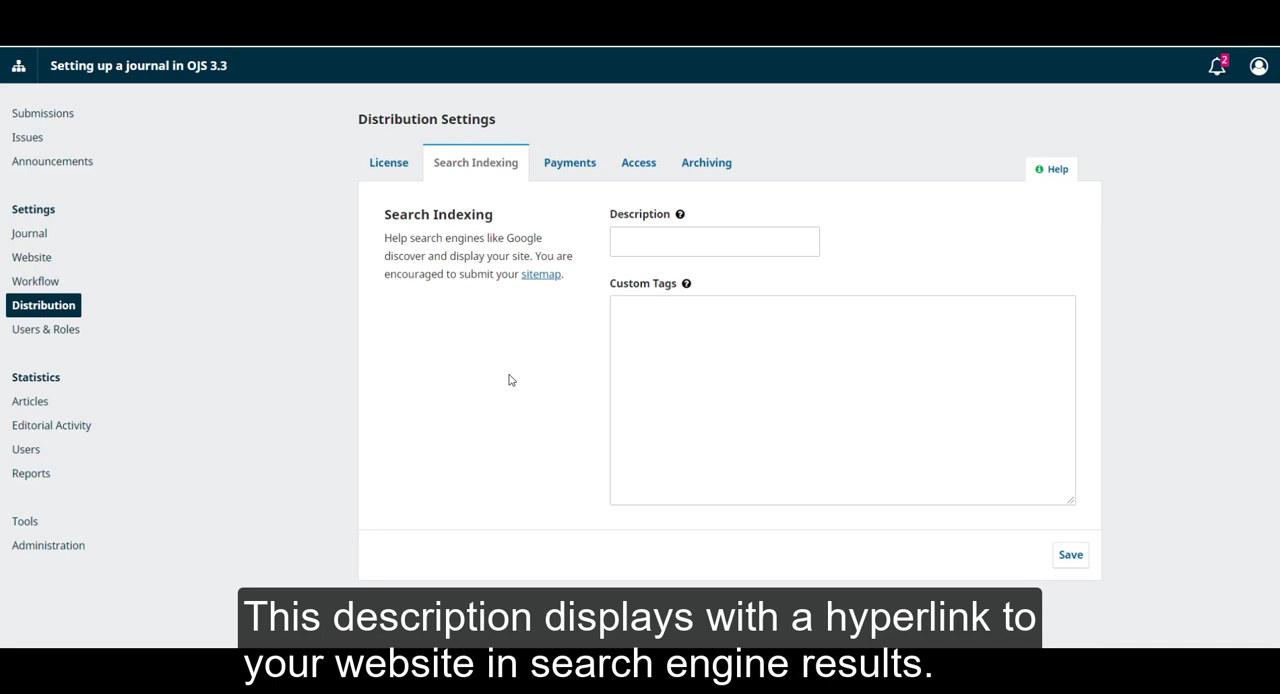 Setting up a journal in OJS 3.3
2
Submissions
Issues
Announcements
Settings
Journal
Website
Workflow
Distribution
Users & Roles
Statistics
Articles
Editorial Activity
Users
Reports
Tools
Administration
Distribution Settings
License Search Indexing Payments Access Archiving
Help
Search Indexing
Help search engines like Google
discover and display your site. You are
encouraged to submit your sitemap.
Description
Custom Tags
Save
This description displays with a hyperlink to
your website in search engine results.